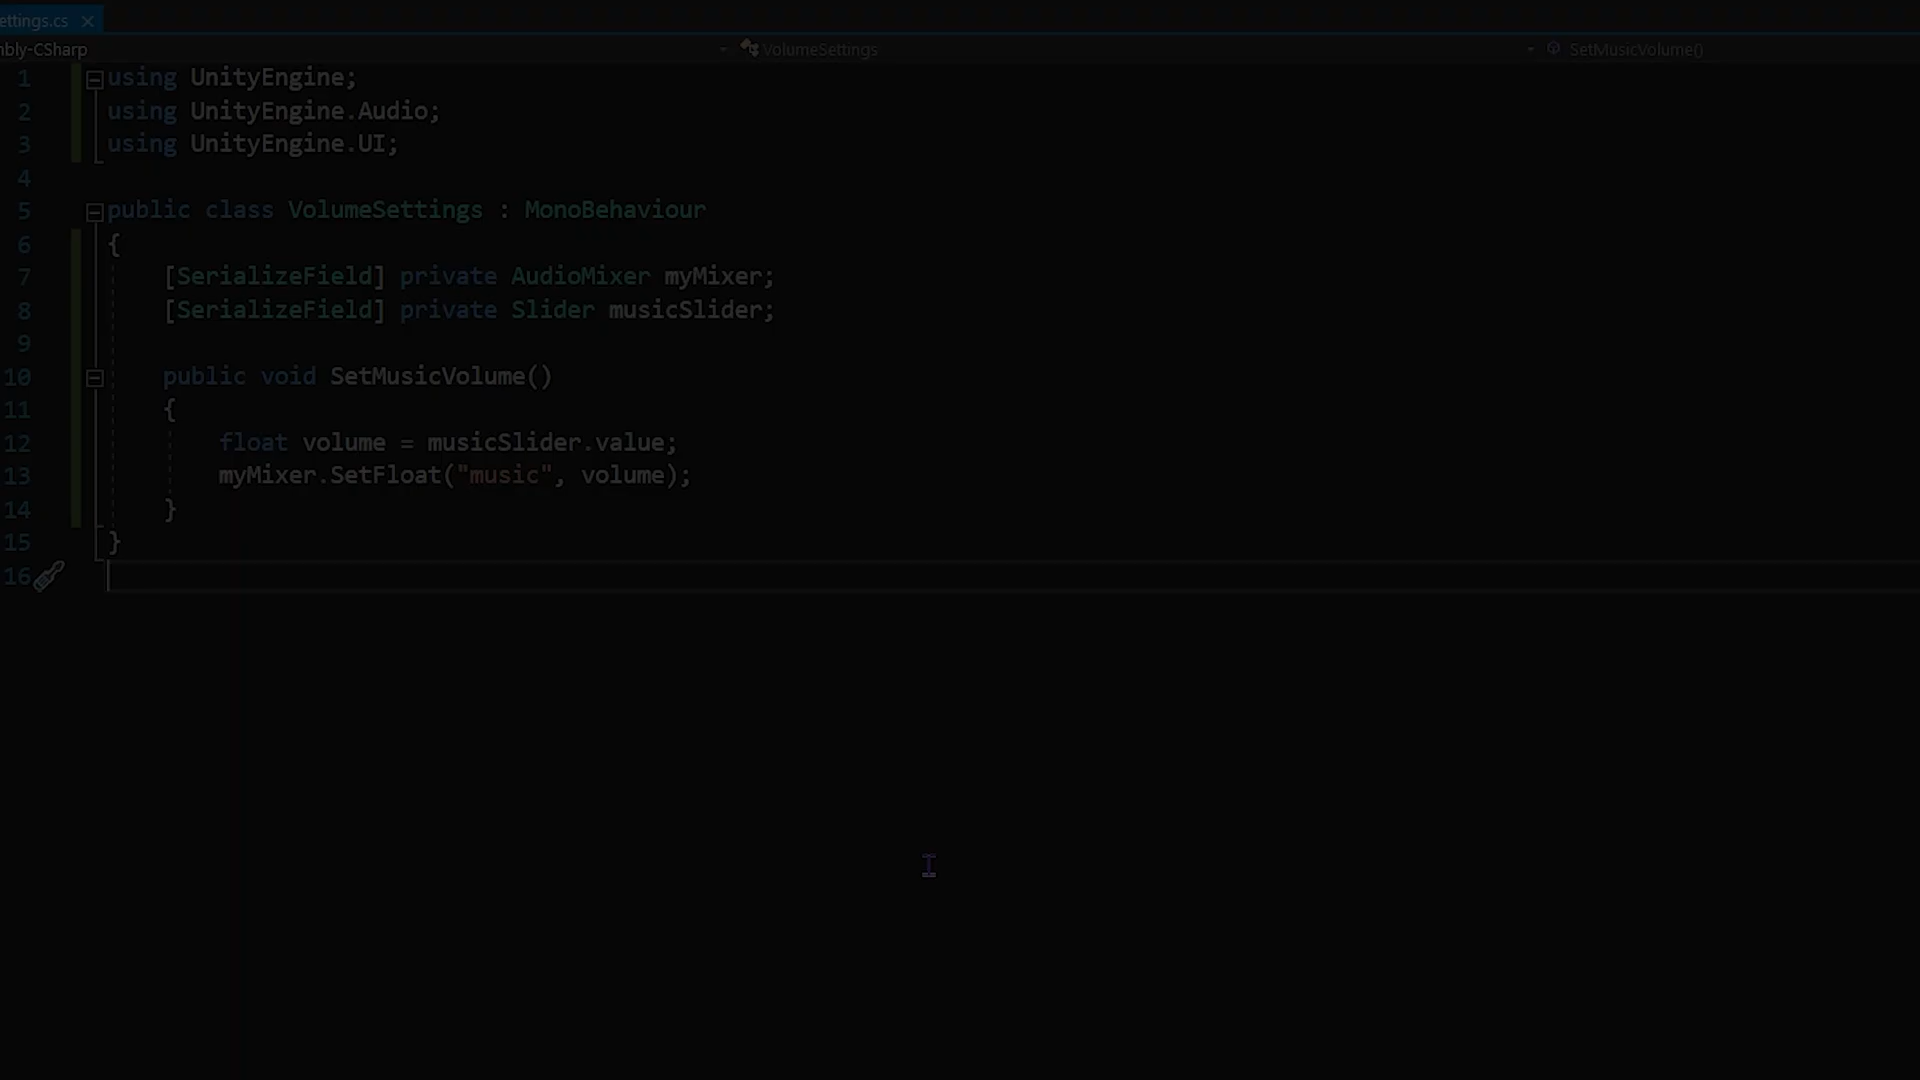 ettings.cs
mbly-CSharp VolumeSettings SetMusicVolume()
1 using UnityEngine;
2 using UnityEngine.Audio;
3 using UnityEngine.UI;
4
5 public class VolumeSettings : MonoBehaviour
6 {
7 [SerializeField] private AudioMixer myMixer;
8 [SerializeField] private Slider musicSlider;
9
10 public void SetMusicVolume()
11 {
12 float volume = musicSlider.value;
13 myMixer.SetFloat("music", volume);
14 }
15 }
16